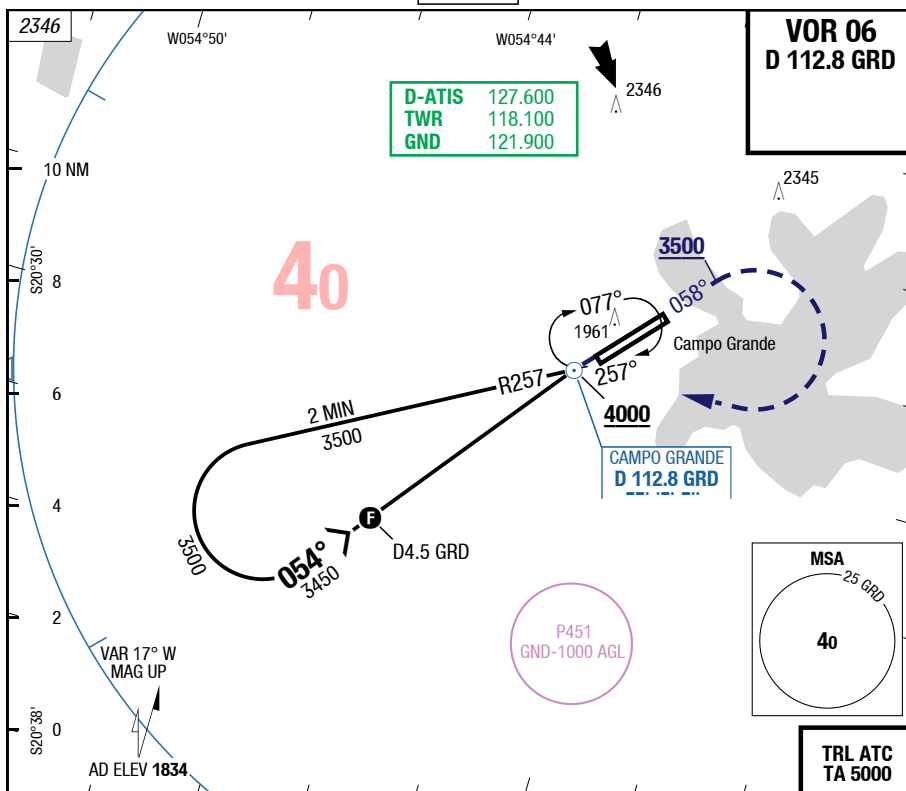 2346
W054°50'
W054°44'
VOR 06
D 112.8 GRD
D-ATIS 127.600
TWR 118.100
GND 121.900
2346
10 NM
2345
S20°30'
40
8
3500
058°
077°
1961
Campo Grande
257°
R257
6
4000
2 MIN
3500
CAMPO GRANDE
D 112.8 GRD
4
3500
F
D4.5 GRD
054°
3450
MSA
25 GRD
40
P451
GND-1000 AGL
2
VAR 17° W
MAG UP
S20°38'
0
AD ELEV 1834
TRL ATC
TA 5000